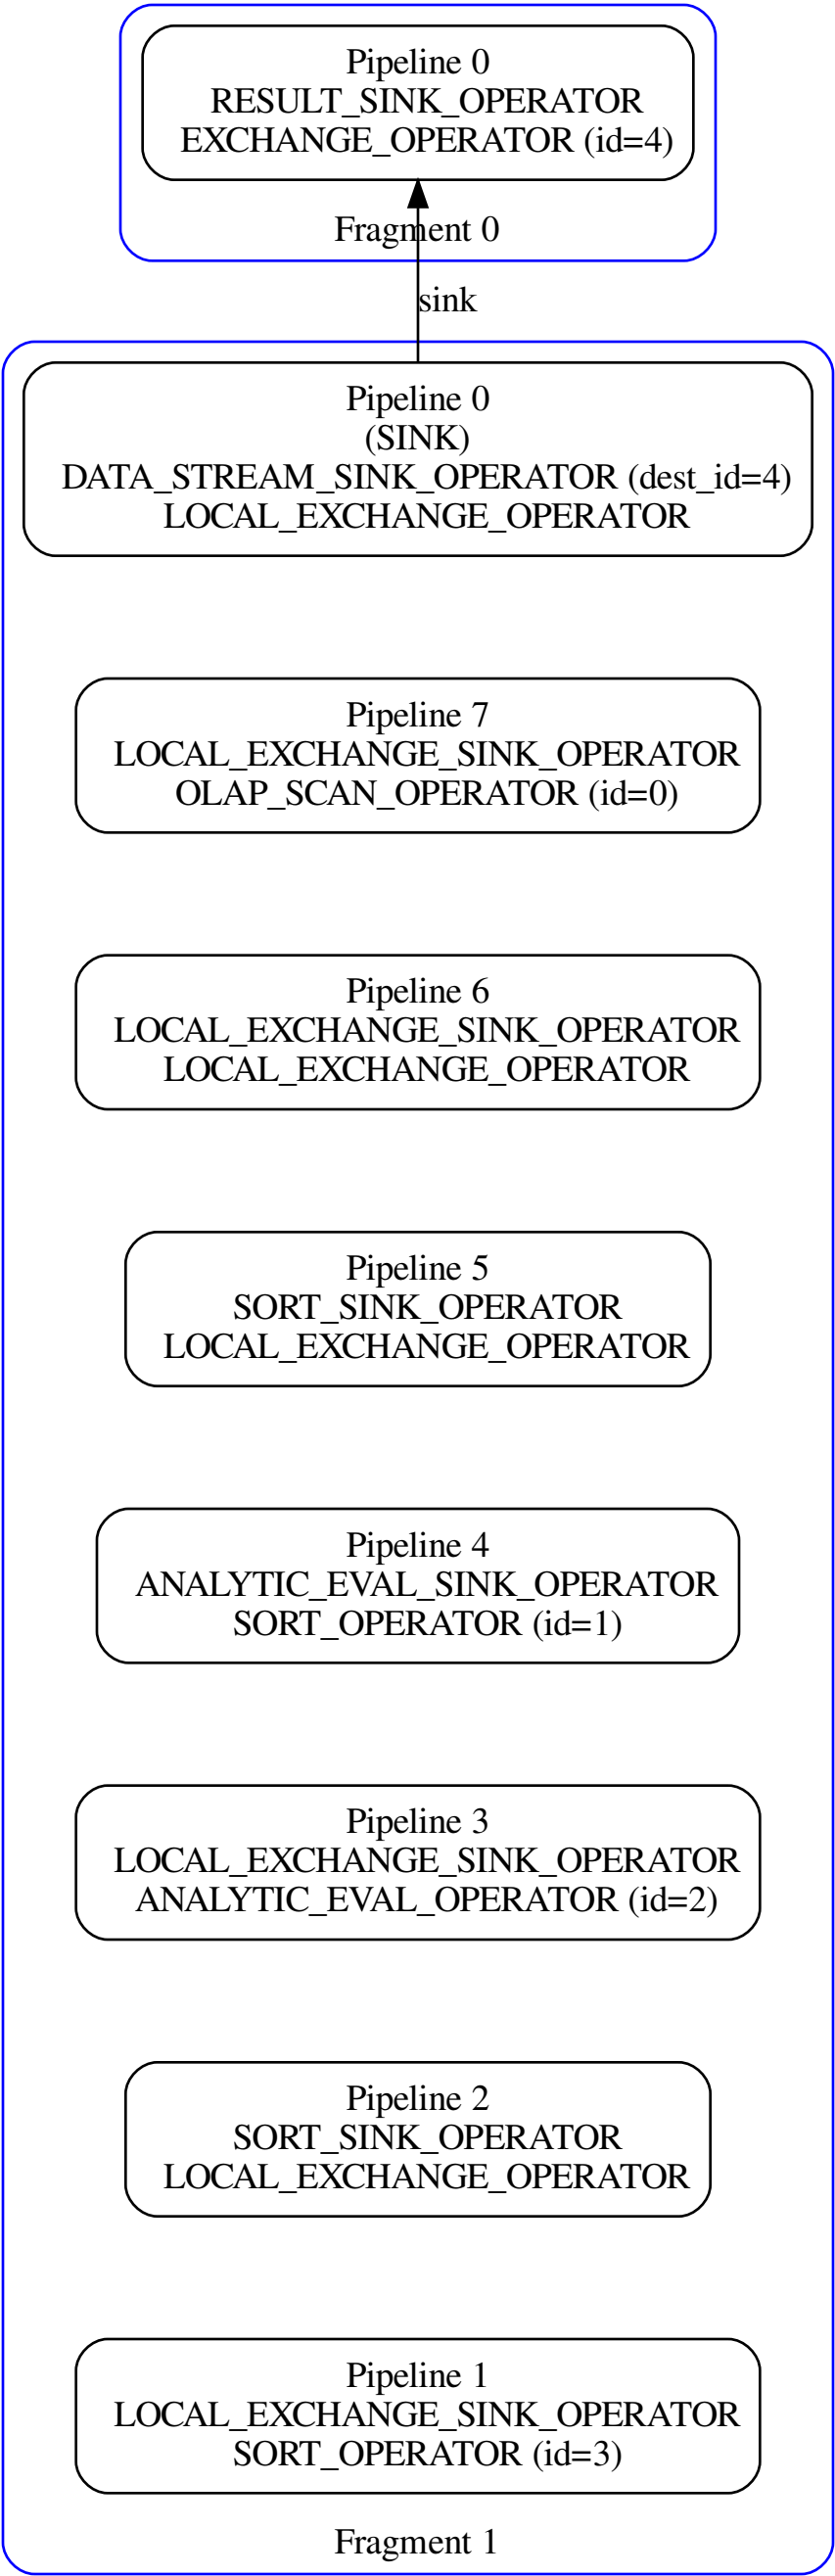 Pipeline 0
RESULT_SINK_OPERATOR
EXCHANGE_OPERATOR (id=4)
Fragment 0
sink
Pipeline 0
(SINK)
DATA_STREAM_SINK_OPERATOR (dest_id=4)
LOCAL_EXCHANGE_OPERATOR
Pipeline 7
LOCAL_EXCHANGE_SINK_OPERATOR
OLAP_SCAN_OPERATOR (id=0)
Pipeline 6
LOCAL_EXCHANGE_SINK_OPERATOR
LOCAL_EXCHANGE_OPERATOR
Pipeline 5
SORT_SINK_OPERATOR
LOCAL_EXCHANGE_OPERATOR
Pipeline 4
ANALYTIC_EVAL_SINK_OPERATOR
SORT_OPERATOR (id=1)
Pipeline 3
LOCAL_EXCHANGE_SINK_OPERATOR
ANALYTIC_EVAL_OPERATOR (id=2)
Pipeline 2
SORT_SINK_OPERATOR
LOCAL_EXCHANGE_OPERATOR
Pipeline 1
LOCAL_EXCHANGE_SINK_OPERATOR
SORT_OPERATOR (id=3)
Fragment 1